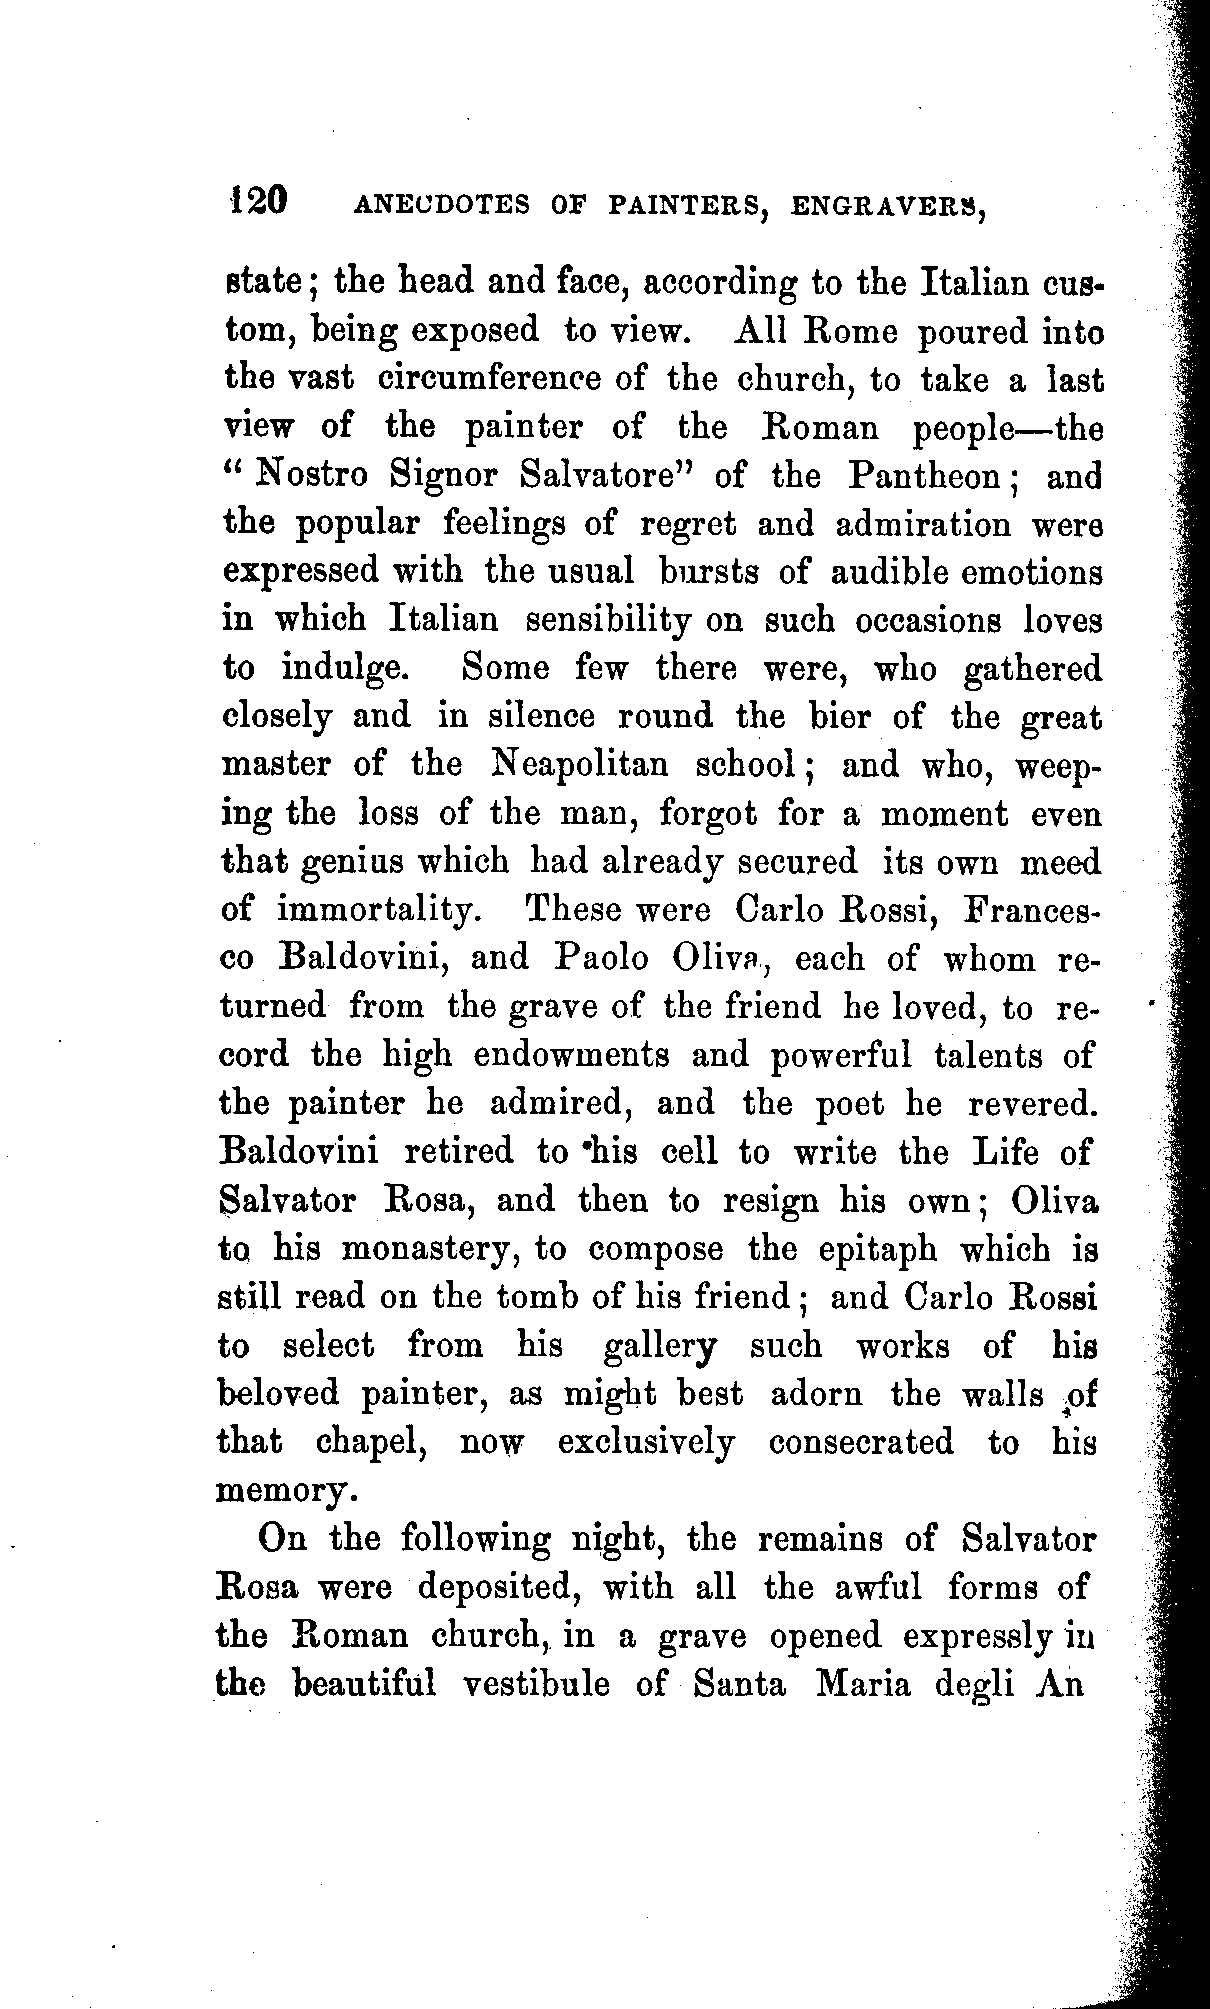 120 ANECDOTES OF PAINTERS, ENGRAVERS,
state; the head and face, according to the Italian cus-
tom, being exposed to view. All Rome poured into
the vast circumference of the church, to take a last
view of the painter of the Roman people—the
“Nostro Signor Salvatore” of the Pantheon; and
the popular feelings of regret and admiration were
expressed with the usual bursts of audible emotions
in which Italian sensibility on such occasions loves
to indulge. Some few there were, who gathered
closely and in silence round the bier of the great
master of the Neapolitan school; and who, weep-
ing the loss of the man, forgot for a moment even
that genius which had already secured its own meed
of immortality. These were Carlo Rossi, Frances-
co Baldovini, and Paolo Oliva, each of whom re-
turned from the grave of the friend he loved, to re-
cord the high endowments and powerful talents of
the painter he admired, and the poet he revered.
Baldovini retired to his cell to write the Life of
Salvator Rosa, and then to resign his own; Oliva
to his monastery, to compose the epitaph which is
still read on the tomb of his friend; and Carlo Rossi
to select from his gallery such works of his
beloved painter, as might best adorn the walls of
that chapel, now exclusively consecrated to his
memory.
On the following night, the remains of Salvator
Rosa were deposited, with all the awful forms of
the Roman church, in a grave opened expressly in
the beautiful vestibule of Santa Maria degli An